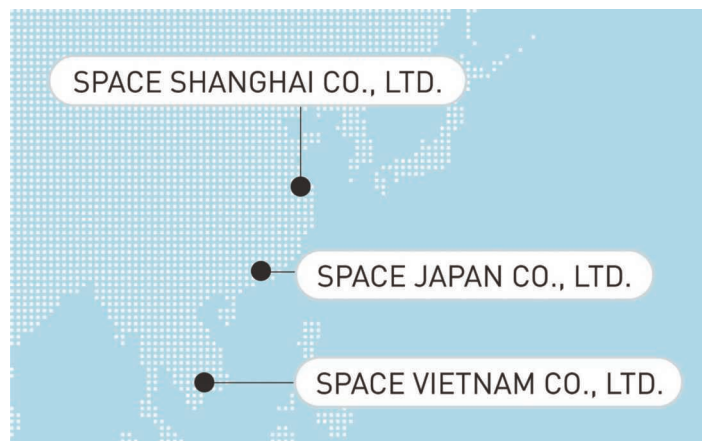 SPACE SHANGHAI CO., LTD.
SPACE JAPAN CO., LTD.
SPACE VIETNAM CO., LTD.